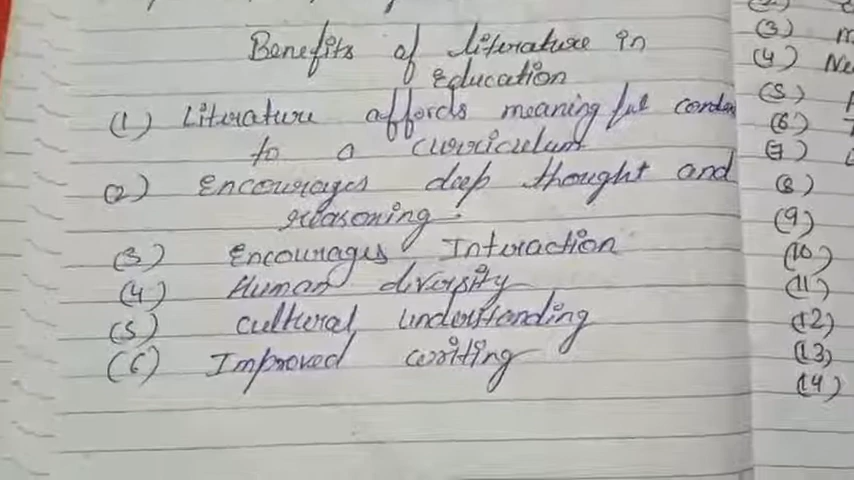 Benefits of literature in
Education
(1) Literature affords meaningful
to a curriculum
(2) Encourages deep thought and
reasoning.
(3) Encourages Interaction
(4) Human diversity
(5) cultural understanding
(6) Improved writing
(3)
(4) Ne
(5)
(6)
(7)
(8)
(9)
(10)
(11)
(12)
(13)
(14)